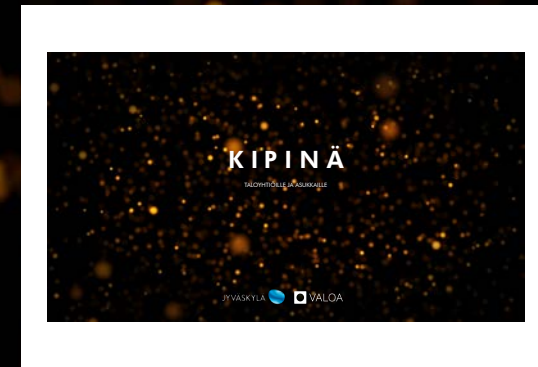 KIPINÄ
TALOYHTIÖILLE JA ASUKKAILLE
JYVÄSKYLÄ VALOA